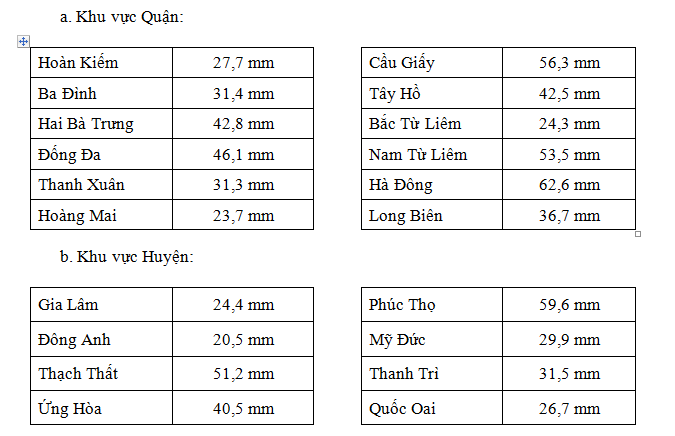 a. Khu vực Quận:
Hoàn Kiếm 27,7 mm Cầu Giấy 56,3 mm
Ba Đình 31,4 mm Tây Hồ 42,5 mm
Hai Bà Trưng 42,8 mm Bắc Từ Liêm 24,3 mm
Đống Đa 46,1 mm Nam Từ Liêm 53,5 mm
Thanh Xuân 31,3 mm Hà Đông 62,6 mm
Hoàng Mai 23,7 mm Long Biên 36,7 mm
b. Khu vực Huyện:
Gia Lâm 24,4 mm Phúc Thọ 59,6 mm
Đông Anh 20,5 mm Mỹ Đức 29,9 mm
Thạch Thất 51,2 mm Thanh Trì 31,5 mm
Ứng Hòa 40,5 mm Quốc Oai 26,7 mm